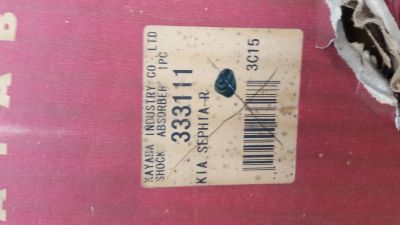 KAYABA INDUSTRY CO. LTD
SHOCK ABSORBER 1PC
333111
KIA SEPHIA-R
3C15